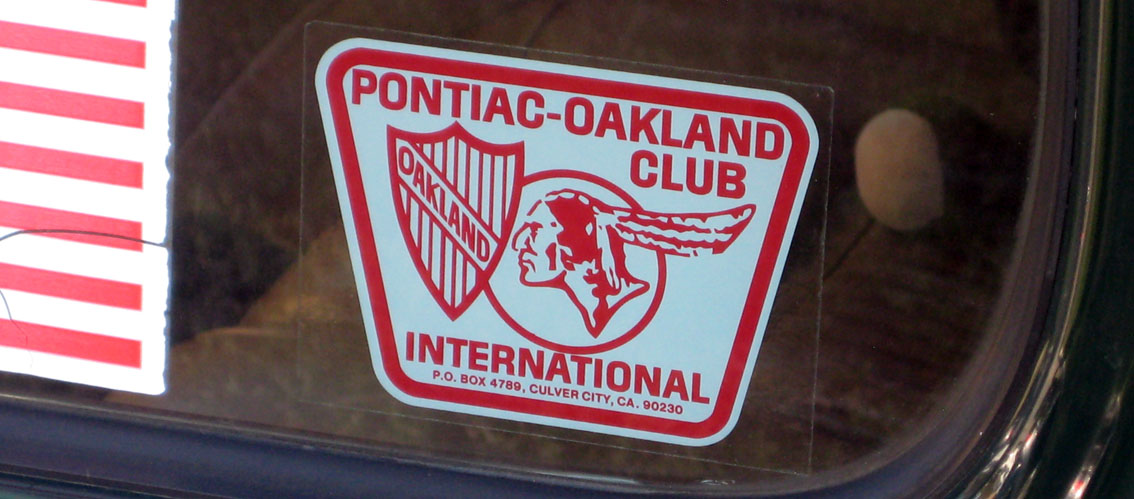 PONTIAC-OAKLAND
CLUB
OAKLAND
INTERNATIONAL
P.O. BOX 4789, CULVER CITY, CA. 90230